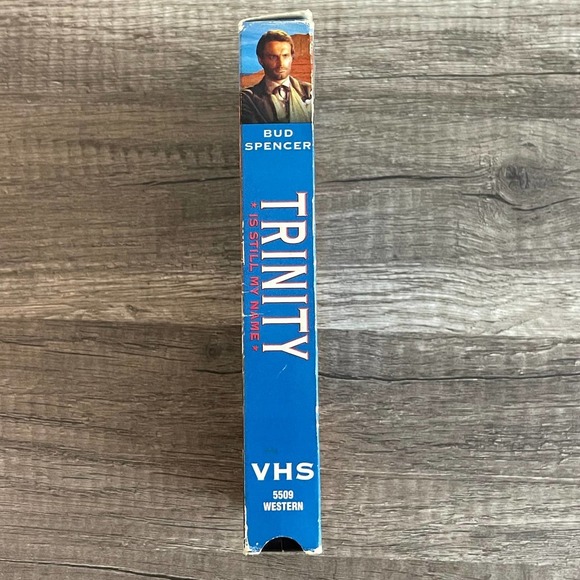 BUD
SPENCER
TRINITY
* IS STILL MY NAME *
VHS
5509
WESTERN